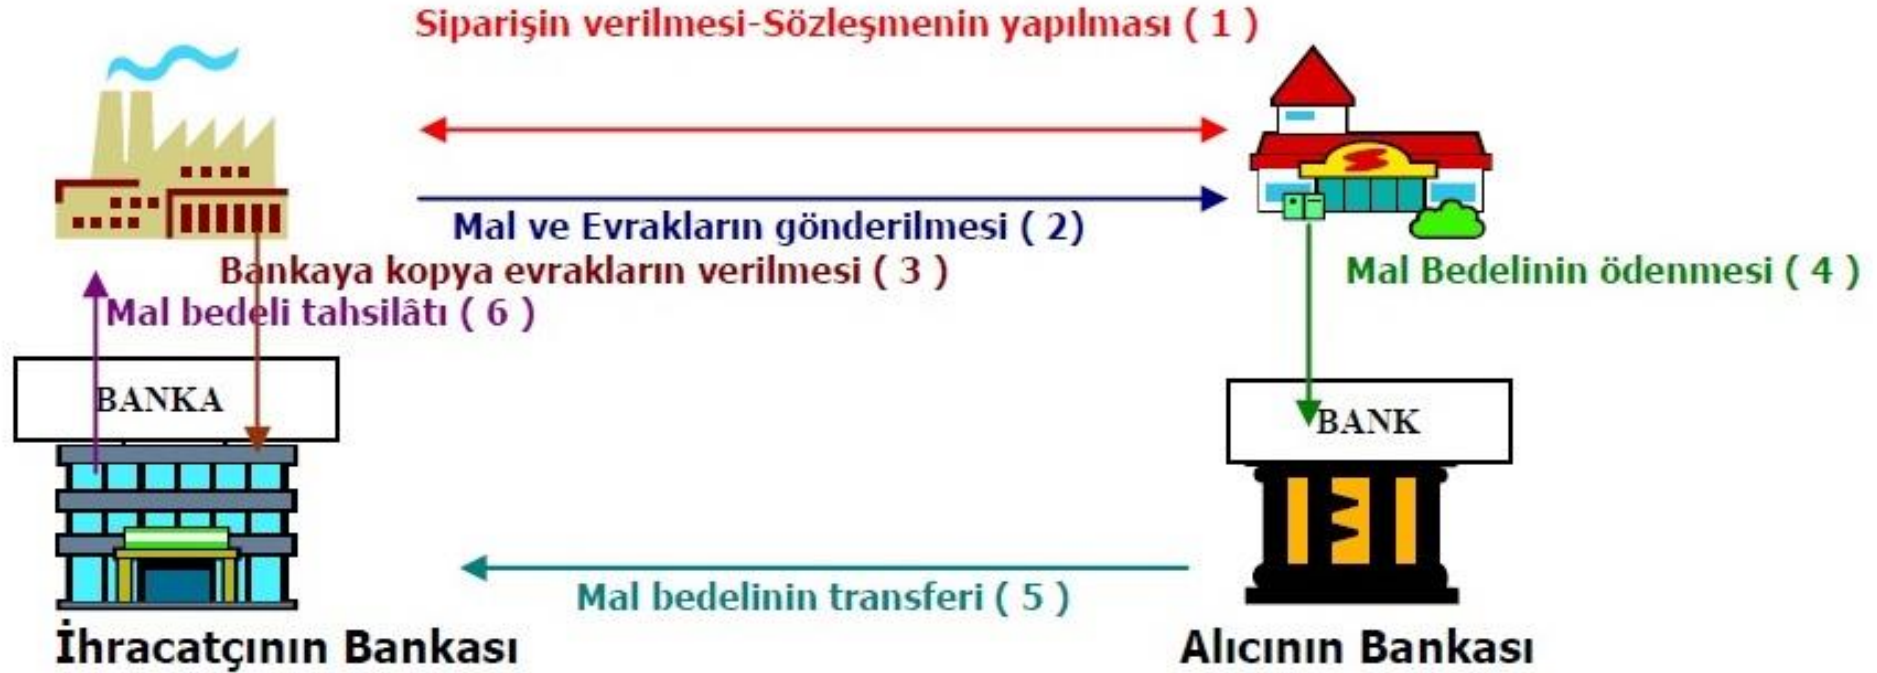 Siparişin verilmesi-Sözleşmenin yapılması ( 1 )
Mal ve Evrakların gönderilmesi ( 2)
Bankaya kopya evrakların verilmesi ( 3 )
Mal Bedelinin ödenmesi ( 4 )
Mal bedeli tahsilâtı ( 6 )
BANKA
BANK
Mal bedelinin transferi ( 5 )
İhracatçının Bankası
Alıcının Bankası